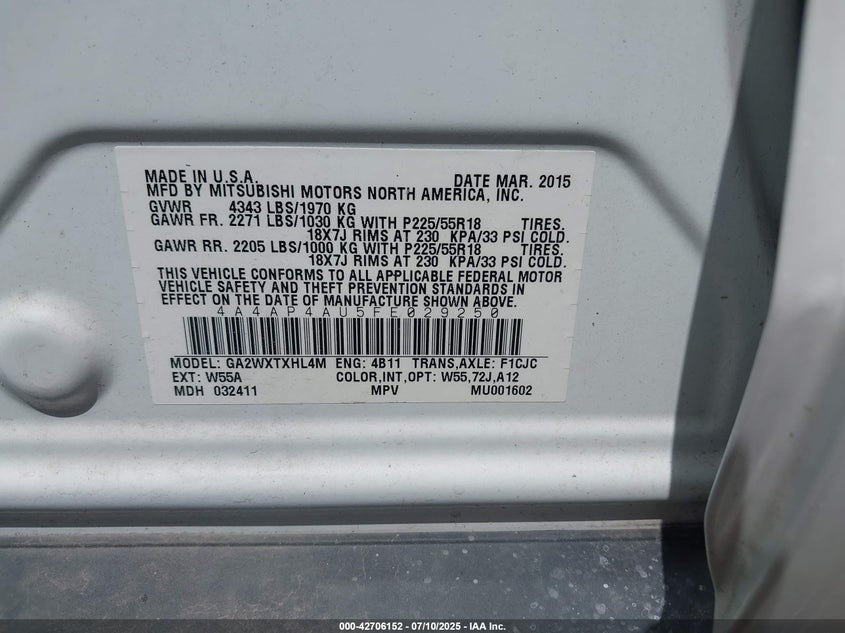 MADE IN U.S.A. DATE MAR. 2015
MFD BY MITSUBISHI MOTORS NORTH AMERICA, INC.
GVWR 4343 LBS/1970 KG
GAWR FR. 2271 LBS/1030 KG WITH P225/55R18 TIRES,
18X7J RIMS AT 230 KPA/33 PSI COLD.
GAWR RR. 2205 LBS/1000 KG WITH P225/55R18 TIRES,
18X7J RIMS AT 230 KPA/33 PSI COLD.
THIS VEHICLE CONFORMS TO ALL APPLICABLE FEDERAL MOTOR
VEHICLE SAFETY AND THEFT PREVENTION STANDARDS IN
EFFECT ON THE DATE OF MANUFACTURE SHOWN ABOVE.
4A4AP4AU5FE029250
MODEL: GA2WXTXHL4M ENG: 4B11 TRANS,AXLE: F1CJC
EXT: W55A COLOR,INT,OPT: W55,72J,A12
MDH 032411 MPV MU001602
000-42706152 - 07/10/2025 - IAA Inc.